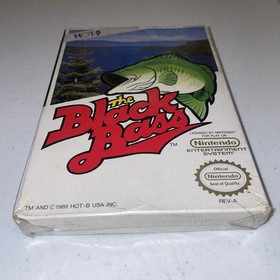 HOT-B
The
Black
Bass
TM
LICENSED BY NINTENDO
FOR PLAY ON
Nintendo
ENTERTAINMENT
SYSTEM
Official
Nintendo
Seal of Quality
TM AND © 1989 HOT-B USA INC.
REV-A